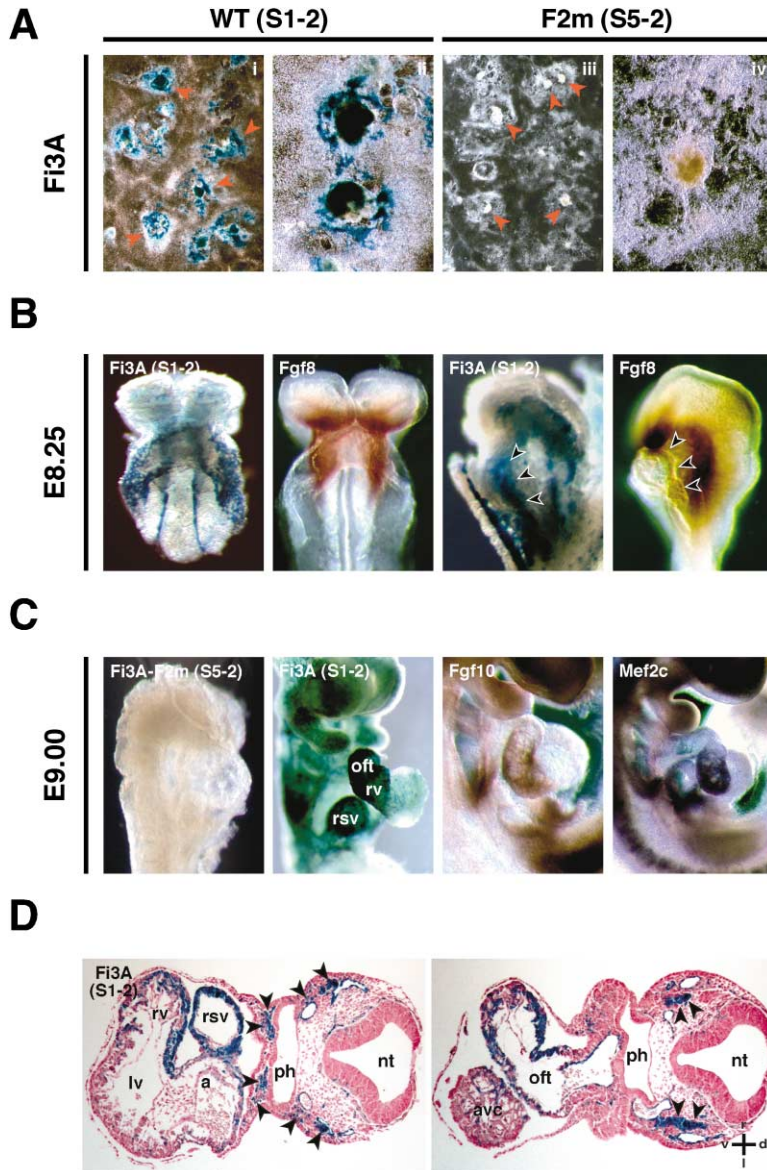 A
WT (S1-2)
F2m (S5-2)
Fi3A
i
ii
iii
iv
B
E8.25
Fi3A (S1-2)
Fgf8
Fi3A (S1-2)
Fgf8
C
E9.00
Fi3A-F2m (S5-2)
Fi3A (S1-2)
Fgf10
Mef2c
oft
rv
rsv
D
Fi3A
(S1-2)
rv
rsv
lv
a
ph
nt
oft
avc
ph
nt
r
v
d
l